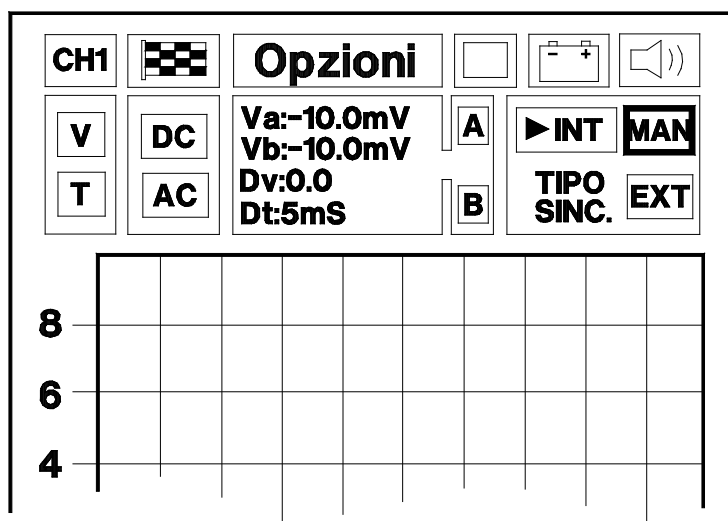 CH1 Opzioni - +
V DC Va:-10.0mV A ►INT MAN
Vb:-10.0mV
T AC Dv:0.0 B TIPO EXT
Dt:5mS SINC.
8
6
4